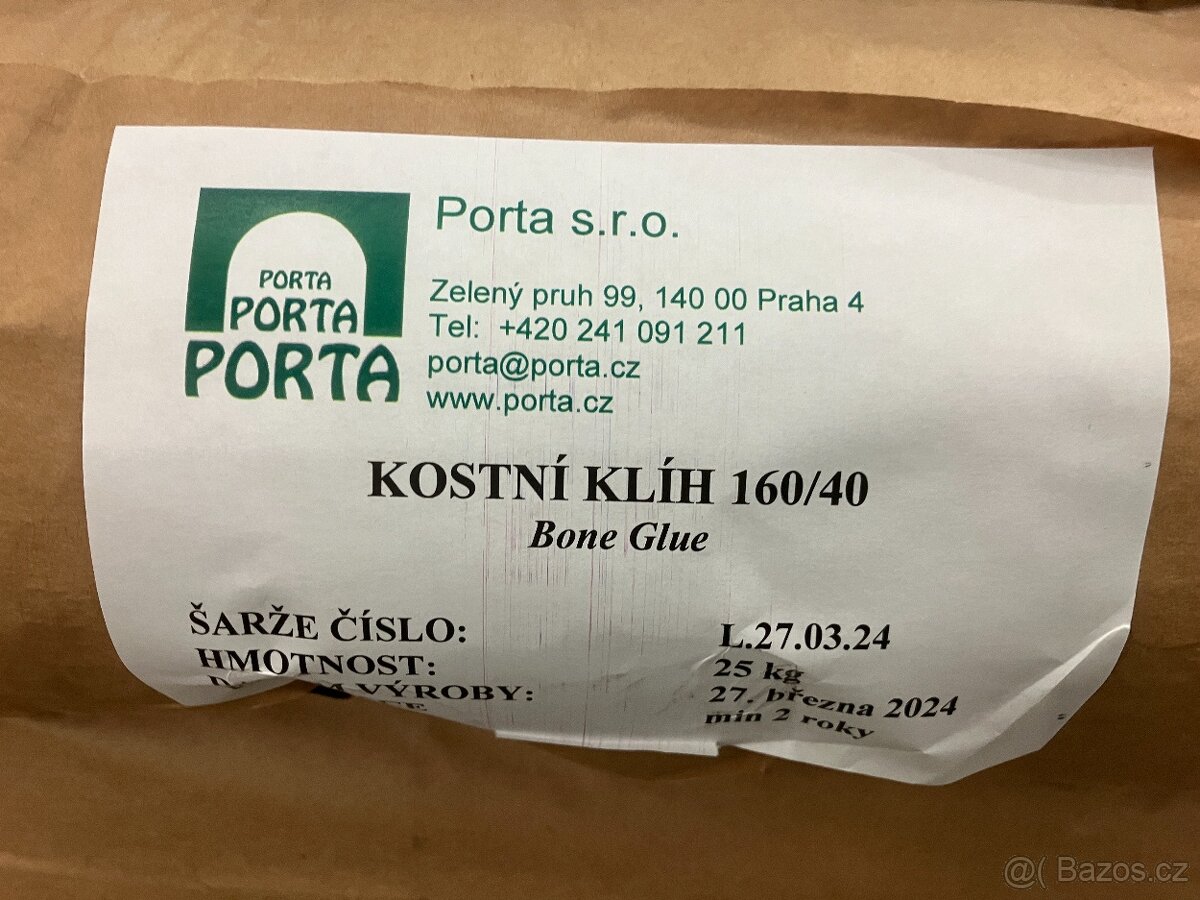 PORTA
PORTA
PORTA
Porta s.r.o.
Zelený pruh 99, 140 00 Praha 4
Tel: +420 241 091 211
porta@porta.cz
www.porta.cz
KOSTNÍ KLÍH 160/40
Bone Glue
ŠARŽE ČÍSLO: L.27.03.24
HMOTNOST: 25 kg
VÝROBY: 27. března 2024
min 2 roky
@( Bazos.cz